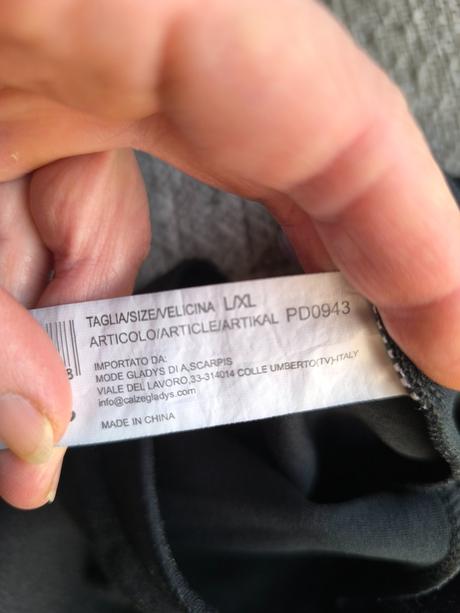 TAGLIA/SIZE/VELICINA L/XL
ARTICOLO/ARTICLE/ARTIKAL PD0943
8
IMPORTATO DA:
MODE GLADYS DI A,SCARPIS
VIALE DEL LAVORO,33-314014 COLLE UMBERTO(TV)-ITALY
info@calzegladys.com
MADE IN CHINA